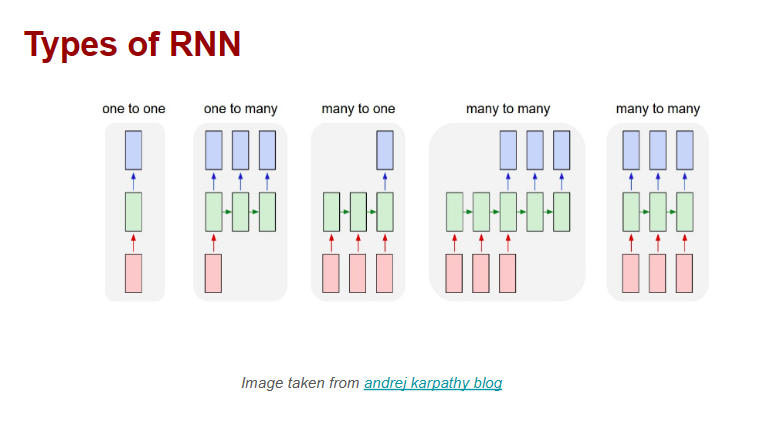 Types of RNN
one to one
one to many
many to one
many to many
many to many
Image taken from andrej karpathy blog